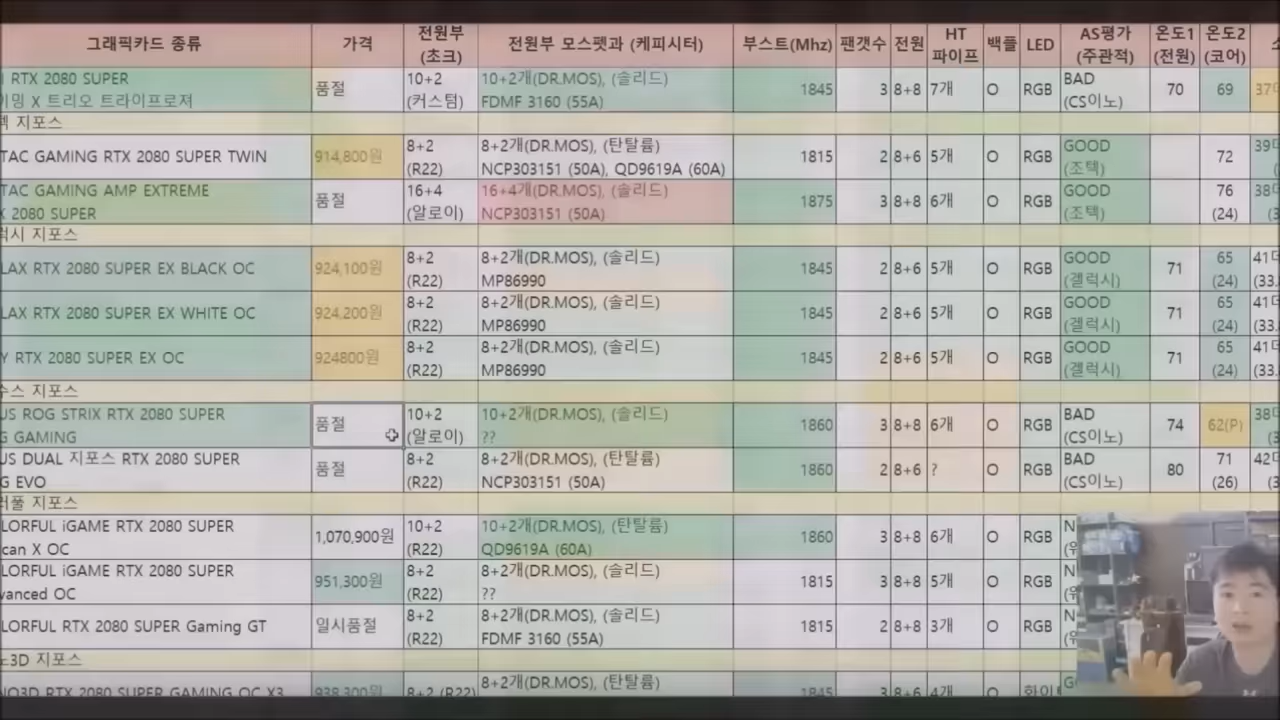 그래픽카드 종류 가격 전원부 (초크) 전원부 모스펫과 (케피시터) 부스트(Mhz) 팬갯수 전원 HT 파이프 백플 LED AS평가 (주관적) 온도1 (전원) 온도2 (코어)
RTX 2080 SUPER 품절 10+2 10+2개(DR.MOS), (솔리드) 1845 3 8+8 7개 O RGB BAD 70 69
이밍 X 트리오 트라이프로져 (커스텀) FDMF 3160 (55A) (CS이노)
지포스
TAC GAMING RTX 2080 SUPER TWIN 914,800원 8+2 8+2개(DR.MOS), (탄탈륨) 1815 2 8+6 5개 O RGB GOOD 72
(R22) NCP303151 (50A), QD9619A (60A) (조텍)
TAC GAMING AMP EXTREME 품절 16+4 16+4개(DR.MOS), (솔리드) 1875 3 8+8 6개 O RGB GOOD 76
2080 SUPER (알로이) NCP303151 (50A) (조텍) (24)
럭시 지포스
LAX RTX 2080 SUPER EX BLACK OC 924,100원 8+2 8+2개(DR.MOS), (솔리드) 1845 2 8+6 5개 O RGB GOOD 71 65
(R22) MP86990 (갤럭시) (24) (33.
LAX RTX 2080 SUPER EX WHITE OC 924,200원 8+2 8+2개(DR.MOS), (솔리드) 1845 2 8+6 5개 O RGB GOOD 71 65
(R22) MP86990 (갤럭시) (24) (33.
Y RTX 2080 SUPER EX OC 924800원 8+2 8+2개(DR.MOS), (솔리드) 1845 2 8+6 5개 O RGB GOOD 71 65
(R22) MP86990 (갤럭시) (24) (33.
수스 지포스
US ROG STRIX RTX 2080 SUPER 품절 10+2 10+2개(DR.MOS), (솔리드) 1860 3 8+8 6개 O RGB BAD 74 62(P)
G GAMING (알로이) ?? (CS이노)
US DUAL 지포스 RTX 2080 SUPER 품절 8+2 8+2개(DR.MOS), (탄탈륨) 1860 2 8+6 ? O RGB BAD 80 71
G EVO (R22) NCP303151 (50A) (CS이노) (26)
러풀 지포스
LORFUL iGAME RTX 2080 SUPER 1,070,900원 10+2 10+2개(DR.MOS), (탄탈륨) 1860 3 8+8 6개 O RGB
can X OC (R22) QD9619A (60A)
LORFUL iGAME RTX 2080 SUPER 951,300원 8+2 8+2개(DR.MOS), (솔리드) 1815 3 8+8 5개 O RGB
vanced OC (R22) ??
LORFUL RTX 2080 SUPER Gaming GT 일시품절 8+2 8+2개(DR.MOS), (솔리드) 1815 2 8+8 3개 O RGB
(R22) FDMF 3160 (55A)
3D 지포스
NO3D RTX 2080 SUPER GAMING OC X3 938,300원 8+2 (R22) 8+2개(DR.MOS), (탄탈륨) 1845 3 8+6 4개 O